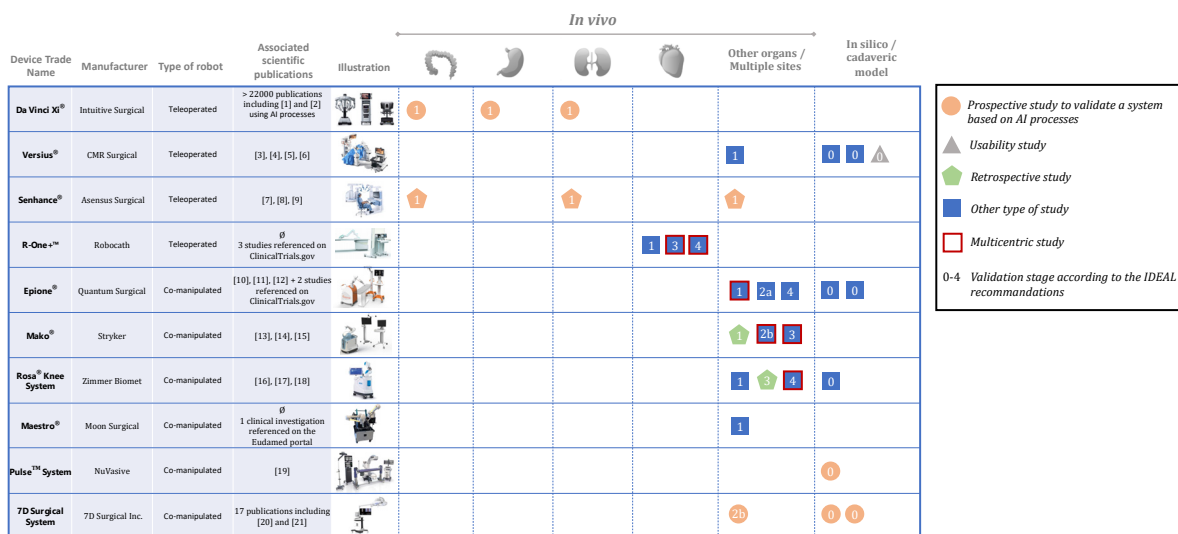 In vivo
Device Trade
Name
Manufacturer
Type of robot
Associated
scientific
publications
Illustration
Other organs /
Multiple sites
In silico /
cadaveric
model
Da Vinci Xi®
Intuitive Surgical
Teleoperated
> 22000 publications
including [1] and [2]
using AI processes
1
1
1
Versius®
CMR Surgical
Teleoperated
[3], [4], [5], [6]
1
0
0
0
Senhance®
Asensus Surgical
Teleoperated
[7], [8], [9]
1
1
1
R-One+™
Robocath
Teleoperated
Ø
3 studies referenced on
ClinicalTrials.gov
1
3
4
Epione®
Quantum Surgical
Co-manipulated
[10], [11], [12] + 2 studies
referenced on
ClinicalTrials.gov
1
2a
4
0
0
Mako®
Stryker
Co-manipulated
[13], [14], [15]
1
2b
3
Rosa® Knee
System
Zimmer Biomet
Co-manipulated
[16], [17], [18]
1
3
4
0
Maestro®
Moon Surgical
Co-manipulated
Ø
1 clinical investigation
referenced on the
Eudamed portal
1
Pulse™ System
NuVasive
Co-manipulated
[19]
0
7D Surgical
System
7D Surgical Inc.
Co-manipulated
17 publications including
[20] and [21]
2b
0
0
Prospective study to validate a system
based on AI processes
Usability study
Retrospective study
Other type of study
Multicentric study
0-4 Validation stage according to the IDEAL
recommandations